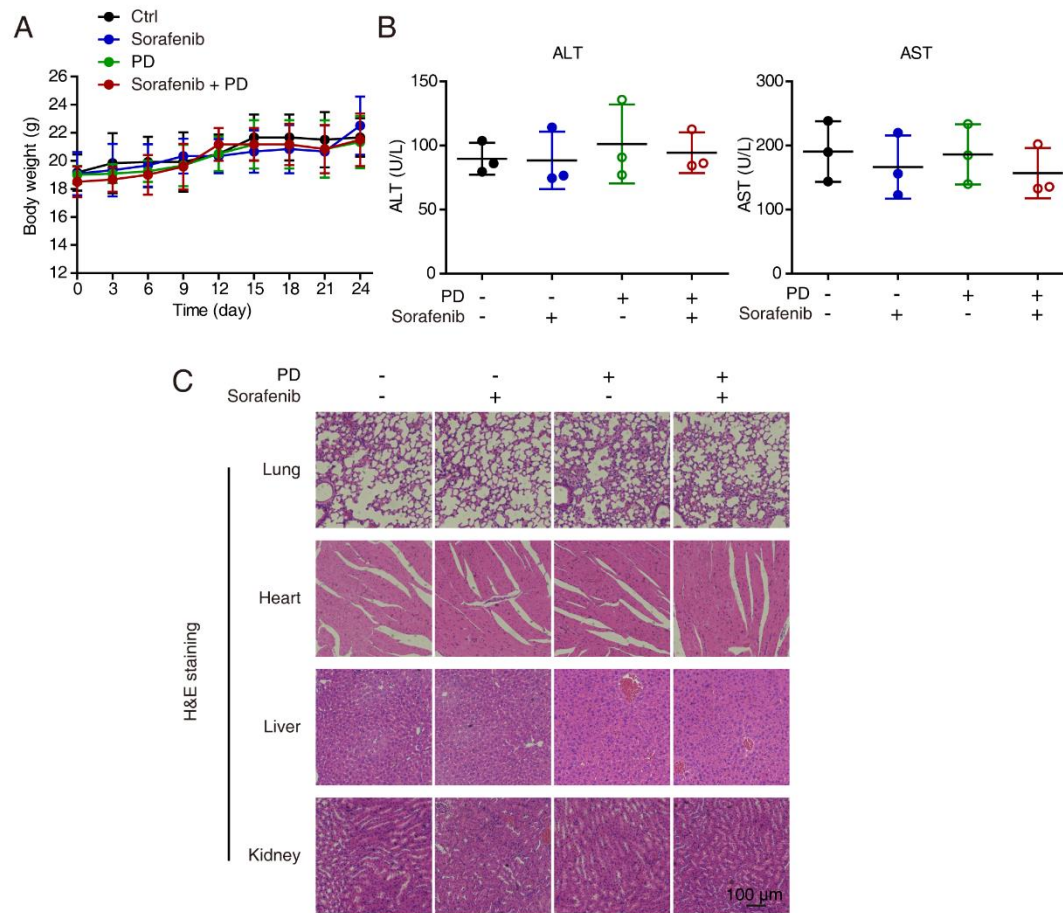 A
Ctrl
Sorafenib
PD
Sorafenib + PD
Body weight (g)
26
24
22
20
18
16
14
12
0 3 6 9 12 15 18 21 24
Time (day)
B
ALT
ALT (U/L)
150
100
50
0
PD - - + +
Sorafenib - + - +
AST
AST (U/L)
300
200
100
0
PD - - + +
Sorafenib - + - +
C
PD - - + +
Sorafenib - + - +
H&E staining
Lung
Heart
Liver
Kidney
100 µm